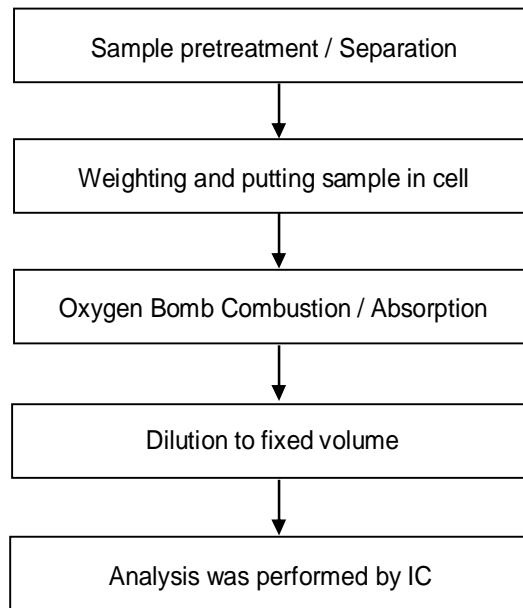 Sample pretreatment / Separation
Weighting and putting sample in cell
Oxygen Bomb Combustion / Absorption
Dilution to fixed volume
Analysis was performed by IC